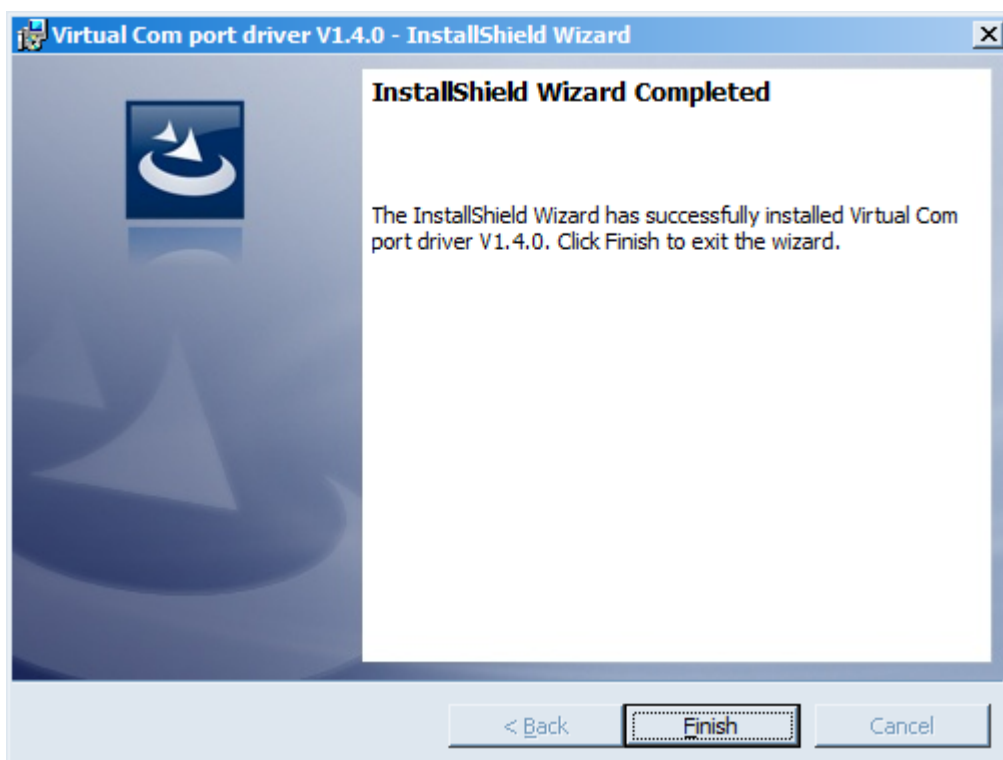 Virtual Com port driver V1.4.0 - InstallShield Wizard
InstallShield Wizard Completed
The InstallShield Wizard has successfully installed Virtual Com
port driver V1.4.0. Click Finish to exit the wizard.
< Back Finish Cancel